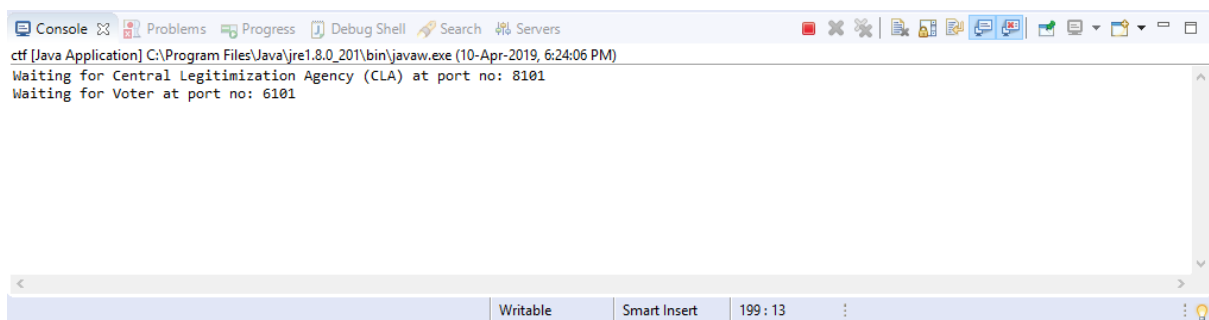 Console Problems Progress Debug Shell Search Servers
ctf [Java Application] C:\Program Files\Java\jre1.8.0_201\bin\javaw.exe (10-Apr-2019, 6:24:06 PM)
Waiting for Central Legitimization Agency (CLA) at port no: 8101
Waiting for Voter at port no: 6101
Writable Smart Insert 199 : 13